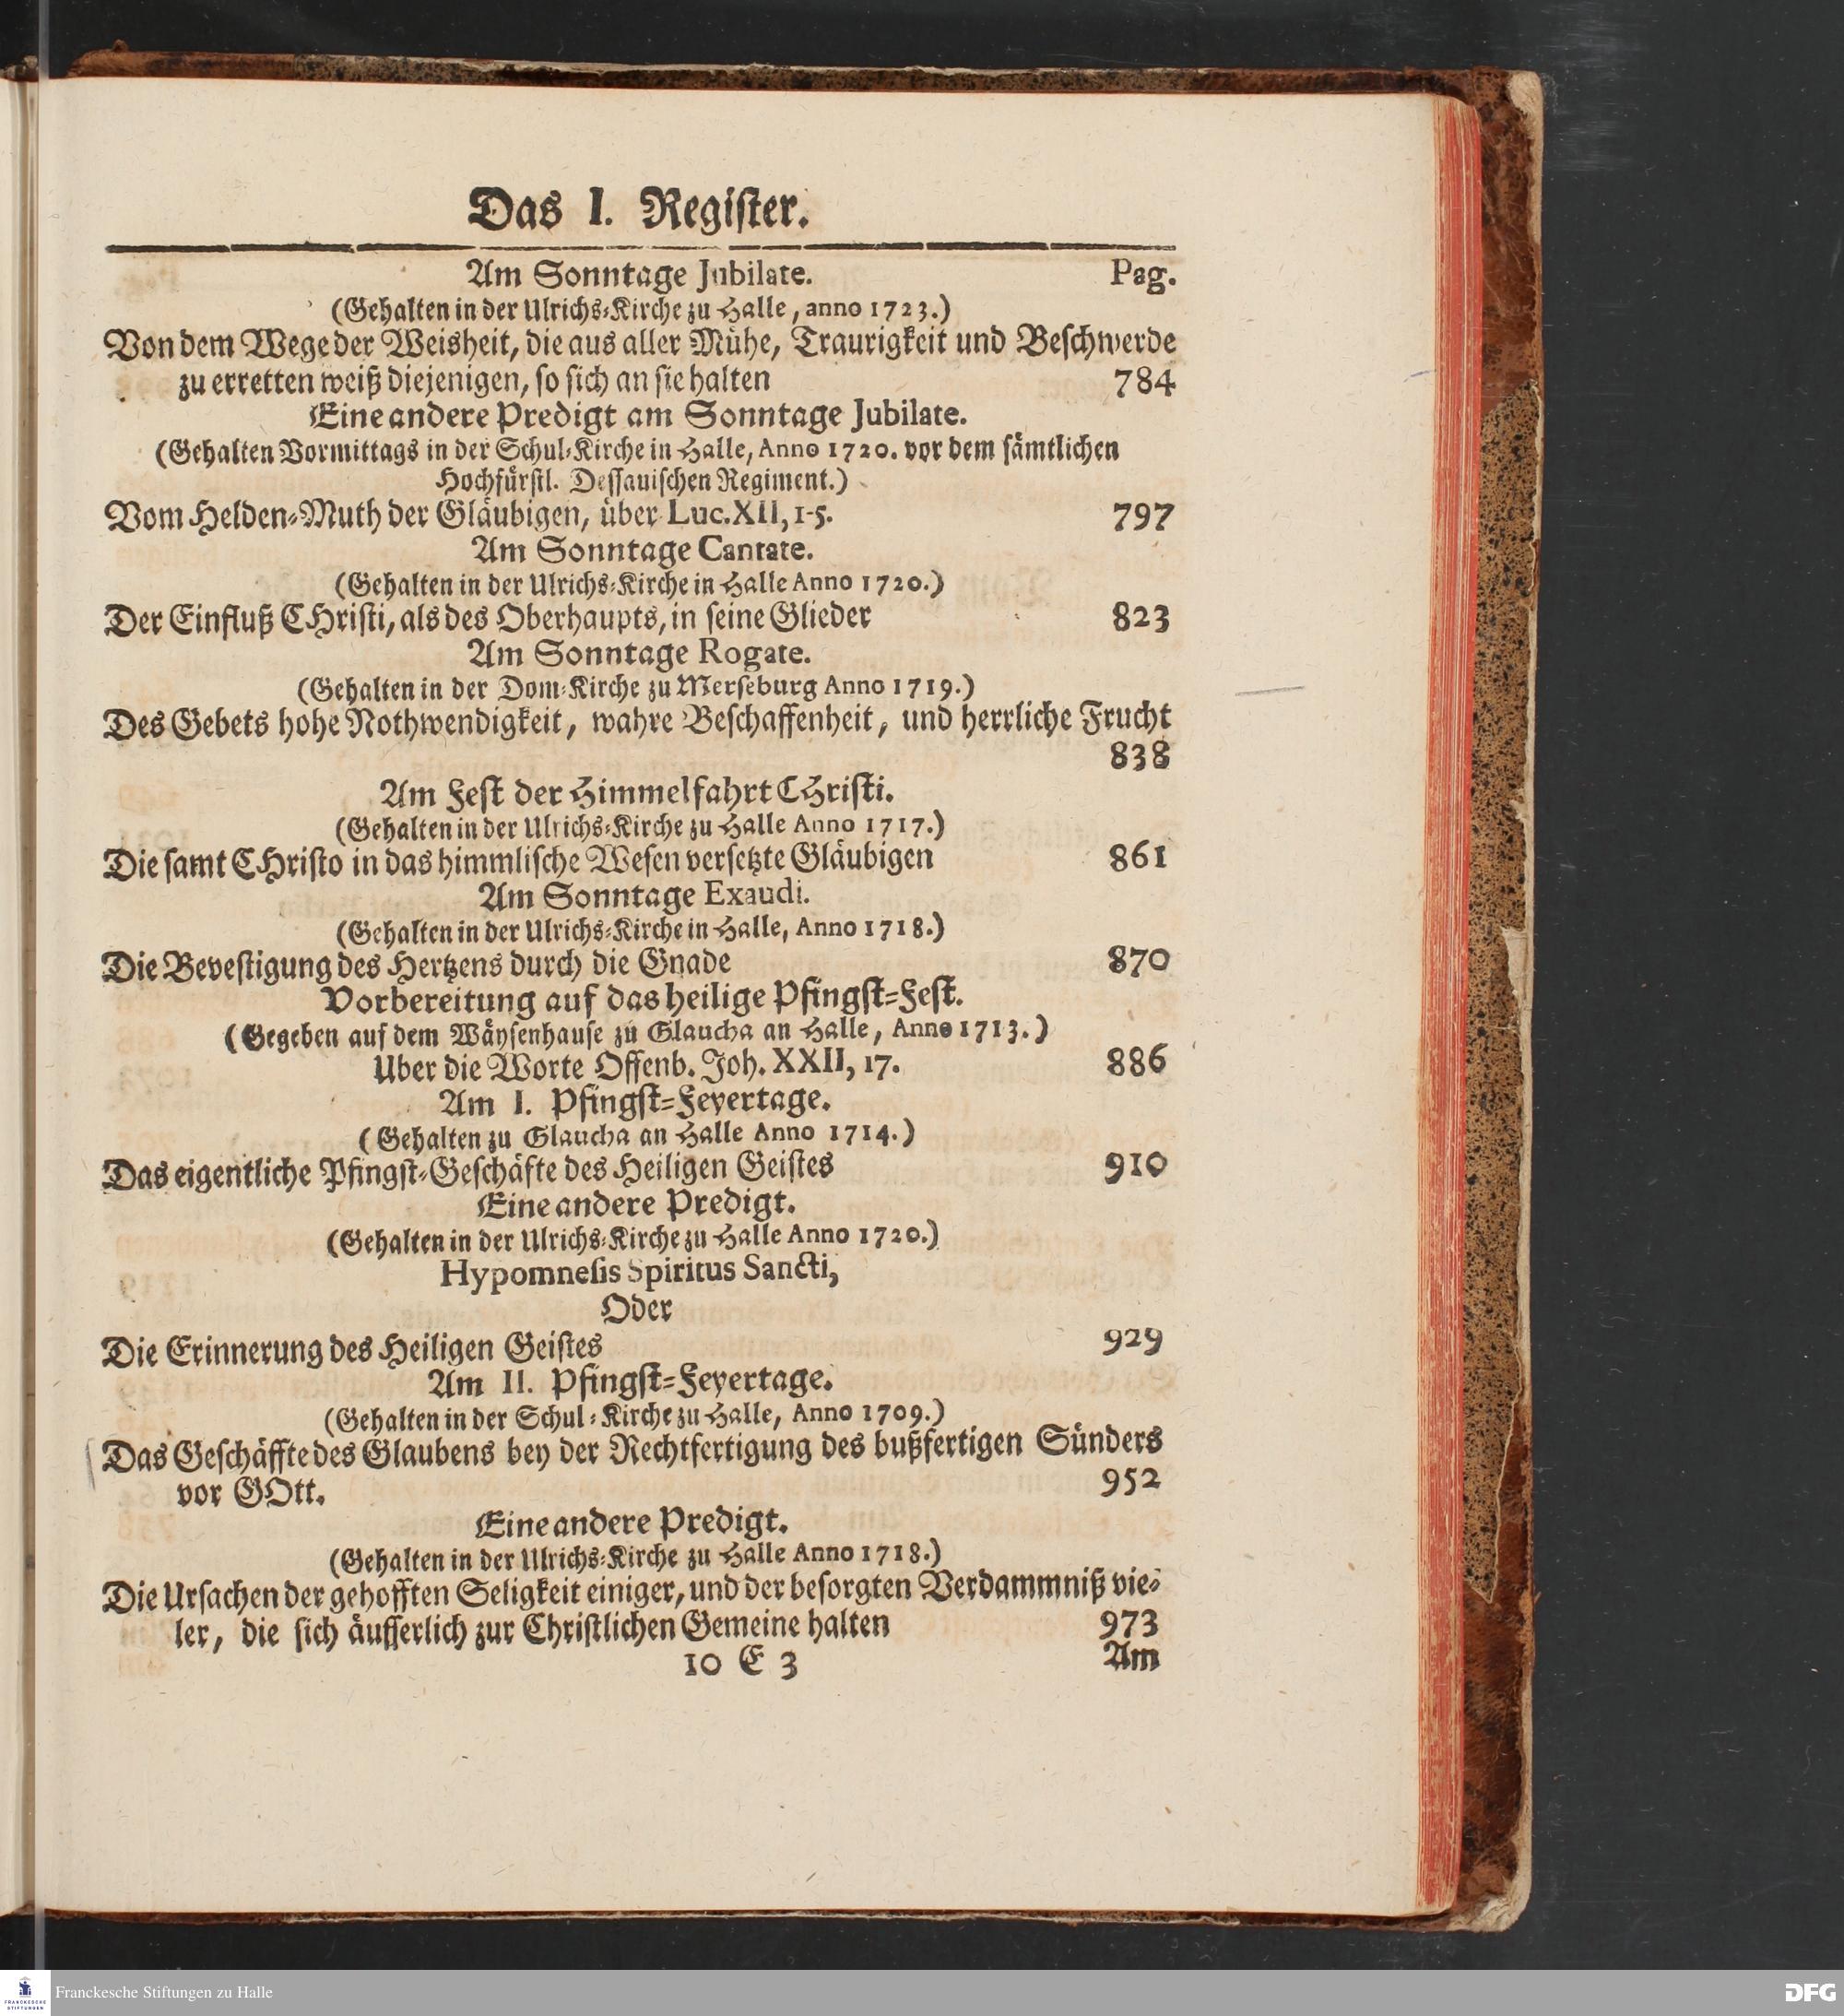 Das I. Register.
Am Sonntage Jubilate. Pag.
(Gehalten in der Ulrichs-Kirche zu Halle, anno 1723.)
Von dem Wege der Weisheit, die aus aller Mühe, Traurigkeit und Beschwerde
zu erretten weiß diejenigen, so sich an sie halten 784
Eine andere Predigt am Sonntage Jubilate.
(Gehalten Vormittags in der Schul-Kirche in Halle, Anno 1720. vor dem sämtlichen
Hochfürstl. Dessauischen Regiment.)
Vom Helden-Muth der Gläubigen, über Luc. XII, 1-5. 797
Am Sonntage Cantate.
(Gehalten in der Ulrichs-Kirche in Halle Anno 1720.)
Der Einfluß CHristi, als des Oberhaupts, in seine Glieder 823
Am Sonntage Rogate.
(Gehalten in der Dom-Kirche zu Merseburg Anno 1719.)
Des Gebets hohe Nothwendigkeit, wahre Beschaffenheit, und herrliche Frucht
838
Am Fest der Himmelfahrt CHristi.
(Gehalten in der Ulrichs-Kirche zu Halle Anno 1717.)
Die samt CHristo in das himmlische Wesen versetzte Gläubigen 861
Am Sonntage Exaudi.
(Gehalten in der Ulrichs-Kirche in Halle, Anno 1718.)
Die Bevestigung des Hertzens durch die Gnade 870
Vorbereitung auf das heilige Pfingst-Fest.
(Gegeben auf dem Wäysenhause zu Glaucha an Halle, Anno 1713.)
Uber die Worte Offenb. Joh. XXII, 17. 886
Am I. Pfingst-Feyertage.
(Gehalten zu Glaucha an Halle Anno 1714.)
Das eigentliche Pfingst-Geschäfte des Heiligen Geistes 910
Eine andere Predigt.
(Gehalten in der Ulrichs-Kirche zu Halle Anno 1720.)
Hypomnesis Spiritus Sancti,
Oder
Die Erinnerung des Heiligen Geistes 929
Am II. Pfingst-Feyertage.
(Gehalten in der Schul-Kirche zu Halle, Anno 1709.)
Das Geschäffte des Glaubens bey der Rechtfertigung des bußfertigen Sünders
vor GOtt. 952
Eine andere Predigt.
(Gehalten in der Ulrichs-Kirche zu Halle Anno 1718.)
Die Ursachen der gehofften Seligkeit einiger, und der besorgten Verdammniß vie-
ler, die sich äusserlich zur Christlichen Gemeine halten 973
10 E 3 Am
FRANCKESCHE STIFTUNGEN
Franckesche Stiftungen zu Halle
DFG